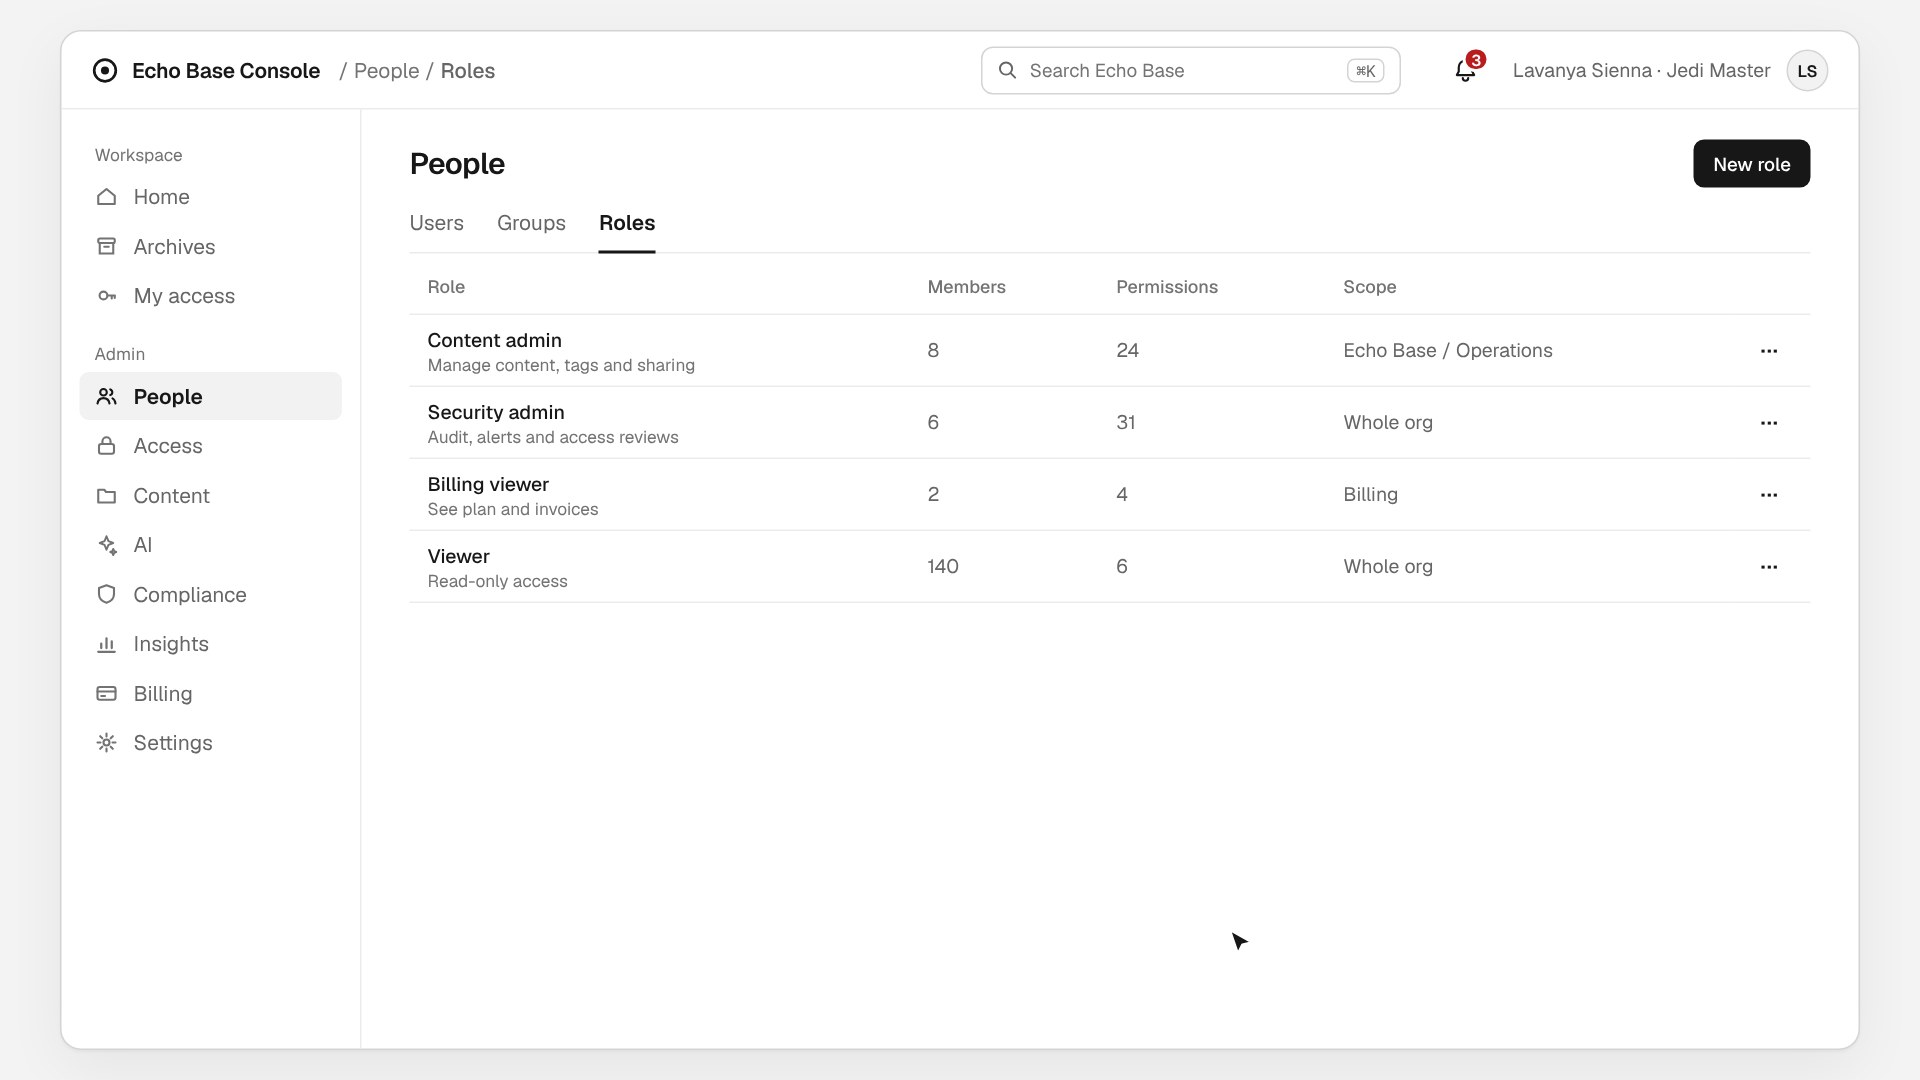 Echo Base Console / People / Roles
Search Echo Base ⌘K
3
Lavanya Sienna · Jedi Master LS
Workspace
Home
Archives
My access
Admin
People
Access
Content
AI
Compliance
Insights
Billing
Settings
People
New role
Users Groups Roles
Role Members Permissions Scope
Content admin
Manage content, tags and sharing
8 24 Echo Base / Operations
Security admin
Audit, alerts and access reviews
6 31 Whole org
Billing viewer
See plan and invoices
2 4 Billing
Viewer
Read-only access
140 6 Whole org